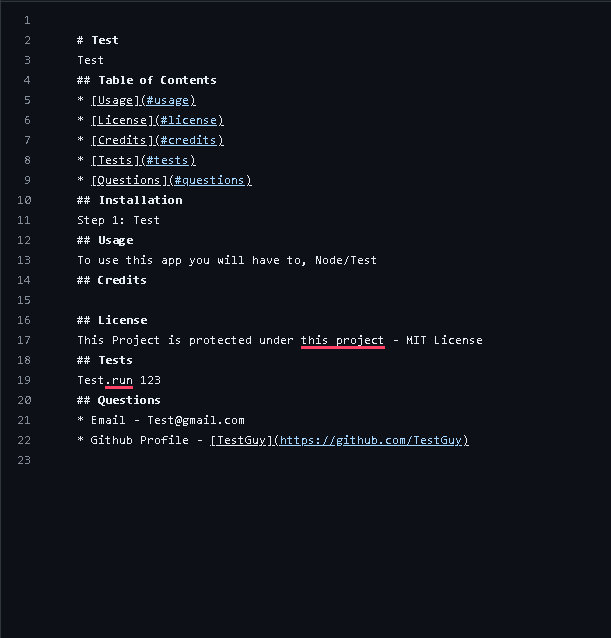 1
2 # Test
3 Test
4 ## Table of Contents
5 * [Usage](#usage)
6 * [License](#license)
7 * [Credits](#credits)
8 * [Tests](#tests)
9 * [Questions](#questions)
10 ## Installation
11 Step 1: Test
12 ## Usage
13 To use this app you will have to, Node/Test
14 ## Credits
15
16 ## License
17 This Project is protected under this project - MIT License
18 ## Tests
19 Test.run 123
20 ## Questions
21 * Email - Test@gmail.com
22 * Github Profile - [TestGuy](https://github.com/TestGuy)
23